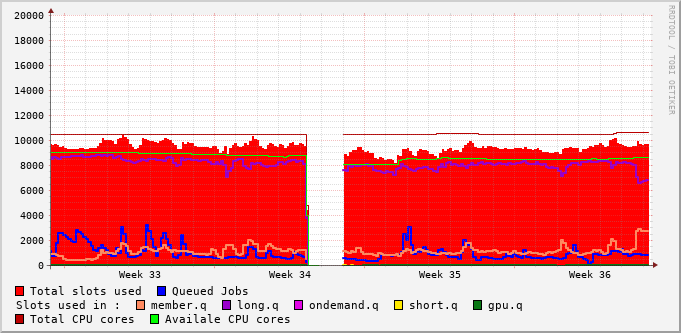 RRDTOOL / TOBI OETIKER
20000
18000
16000
14000
12000
10000
8000
6000
4000
2000
0
Week 33 Week 34 Week 35 Week 36
Total slots used Queued Jobs
Slots used in : member.q long.q ondemand.q short.q gpu.q
Total CPU cores Availale CPU cores